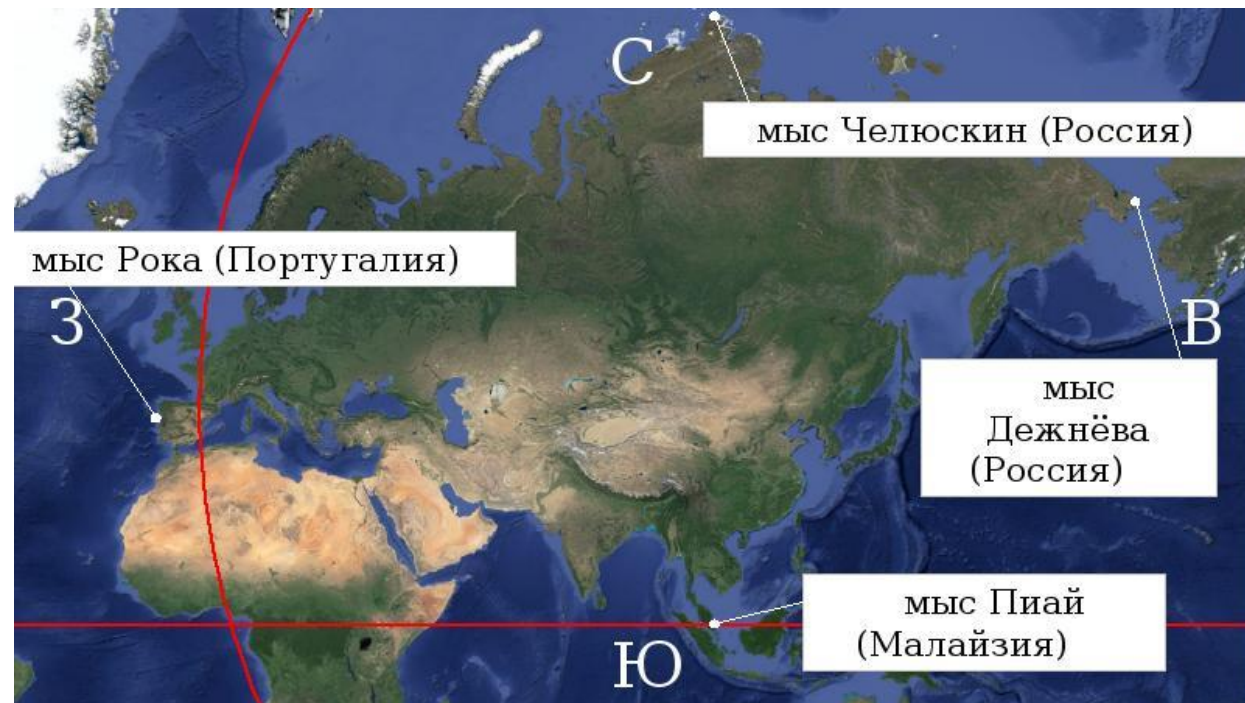 С
мыс Челюскин (Россия)
мыс Рока (Португалия)
З
В
мыс
Дежнёва
(Россия)
мыс Пиай
(Малайзия)
Ю